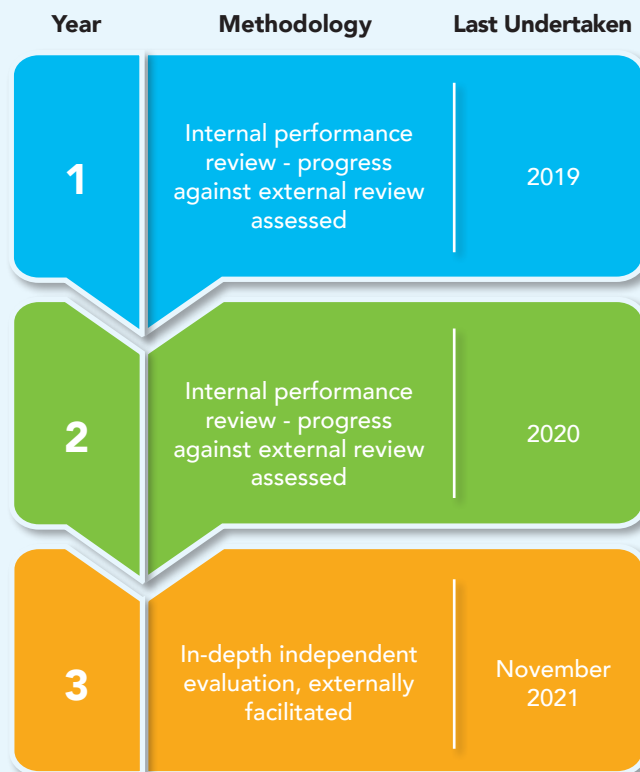 Year Methodology Last Undertaken
1
Internal performance
review - progress
against external review
assessed
2019
2
Internal performance
review - progress
against external review
assessed
2020
3
In-depth independent
evaluation, externally
facilitated
November
2021